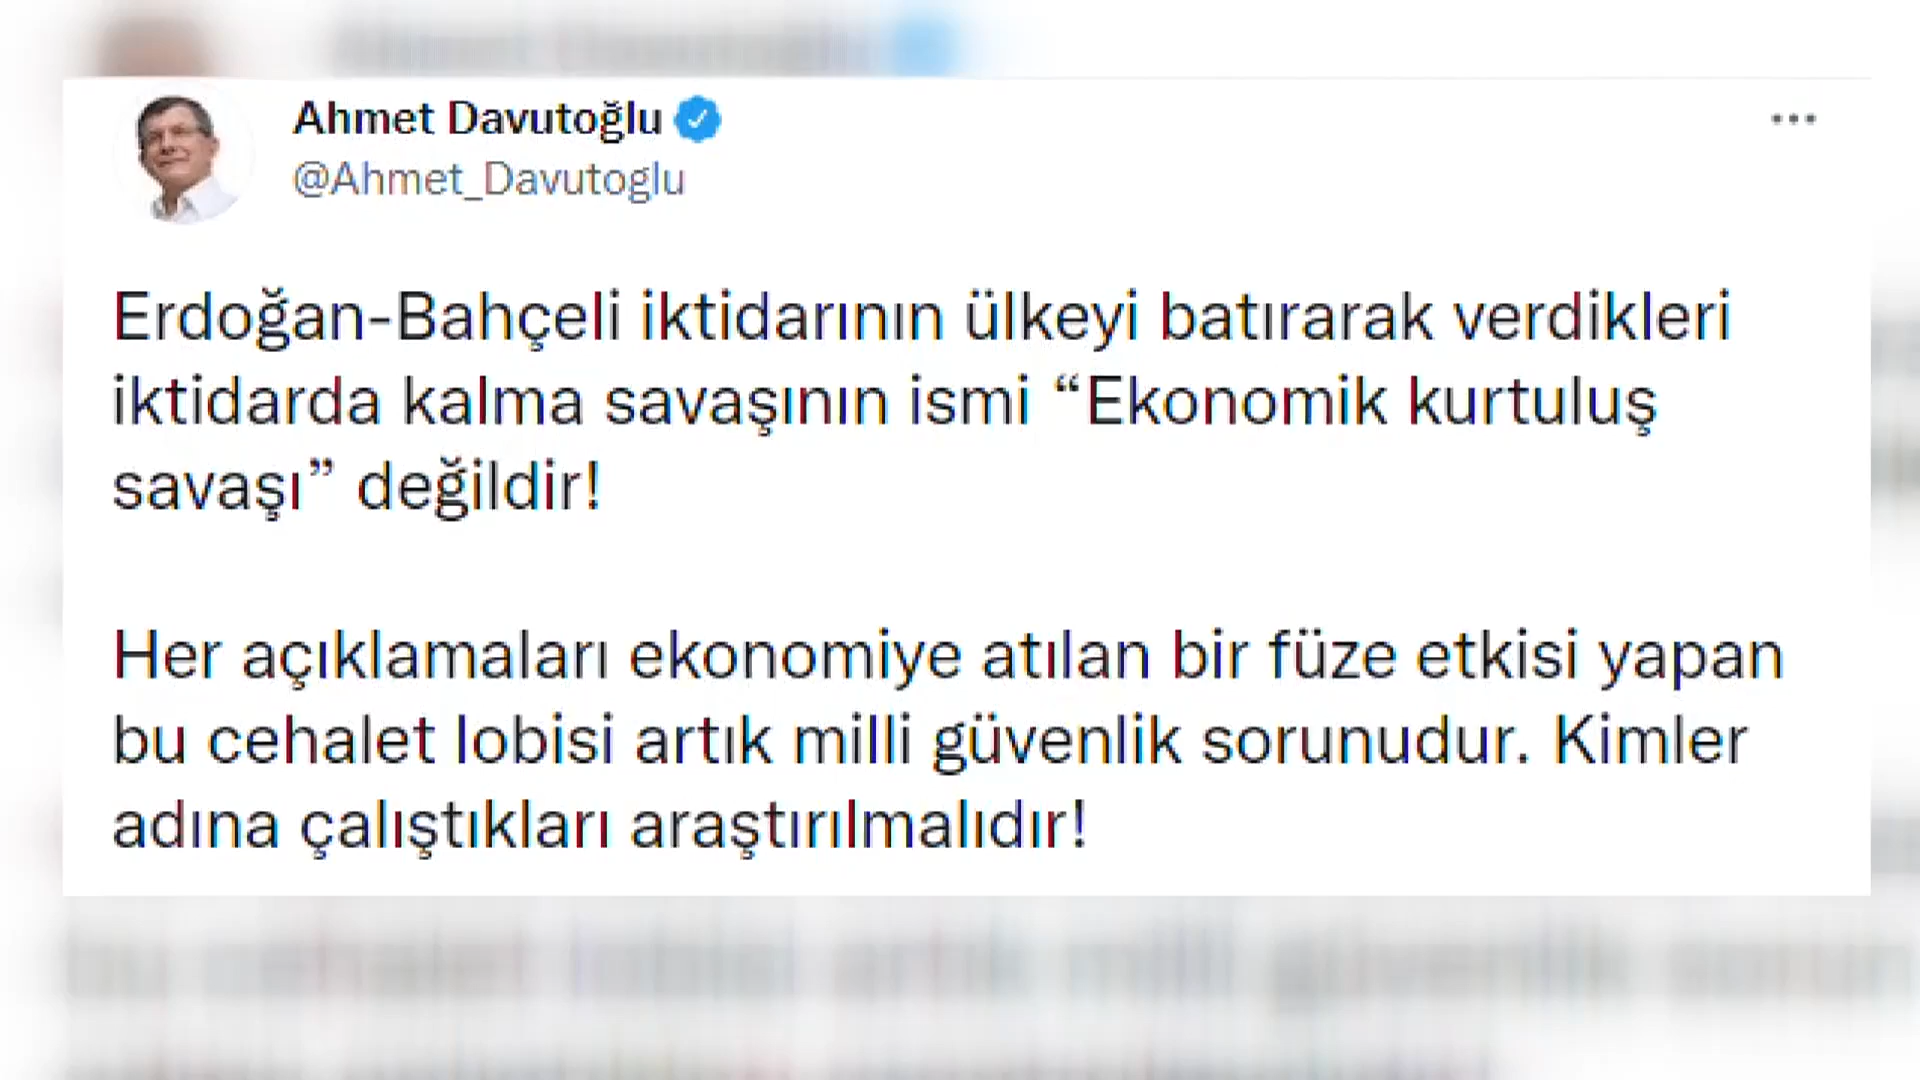 Ahmet Davutoğlu
@Ahmet_Davutoglu
Erdoğan-Bahçeli iktidarının ülkeyi batırarak verdikleri
iktidarda kalma savaşının ismi “Ekonomik kurtuluş
savaşı” değildir!
Her açıklamaları ekonomiye atılan bir füze etkisi yapan
bu cehalet lobisi artık milli güvenlik sorunudur. Kimler
adına çalıştıkları araştırılmalıdır!